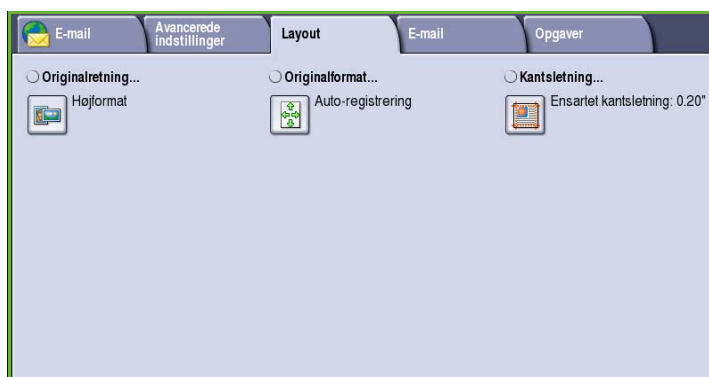 E-mail
Avancerede
indstillinger
Layout
E-mail
Opgaver
Originalretning...
Højformat
Originalformat...
Auto-registrering
Kantsletning...
Ensartet kantsletning: 0.20"